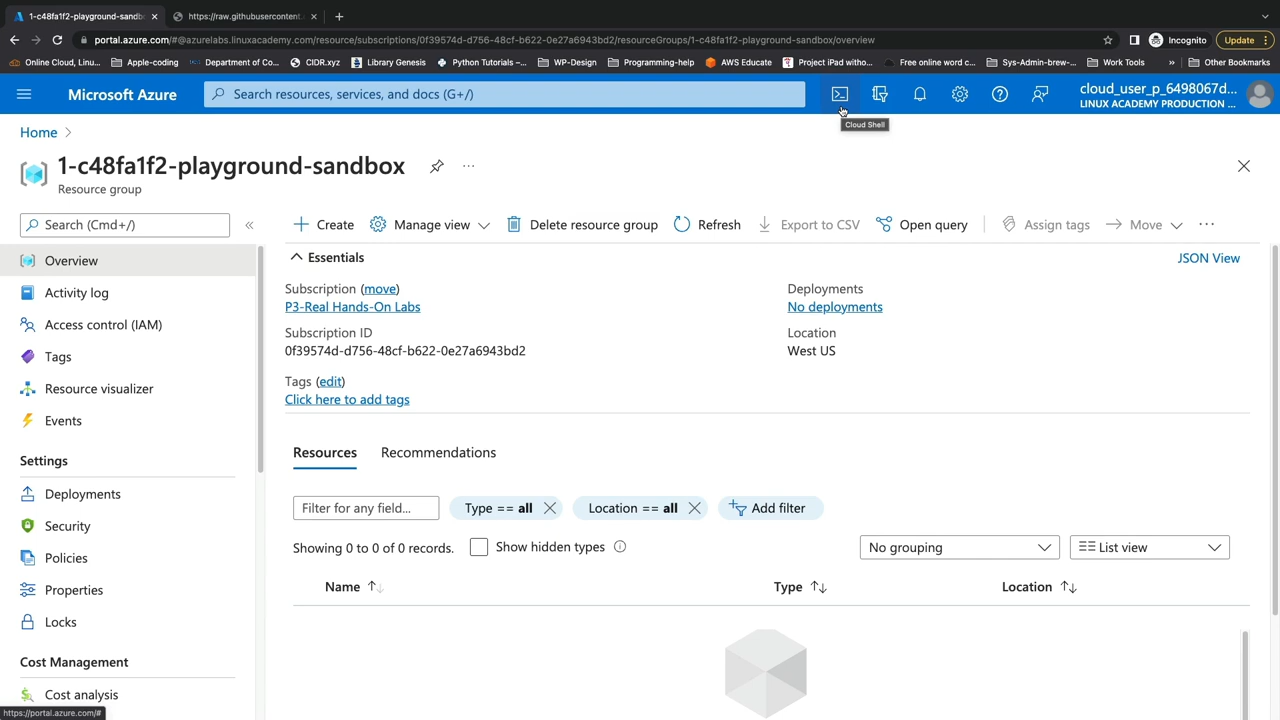 1-c48fa1f2-playground-sandb
https://raw.githubusercontent.
portal.azure.com/#@azurelabs.linuxacademy.com/resource/subscriptions/0f39574d-d756-48cf-b622-0e27a6943bd2/resourceGroups/1-c48fa1f2-playground-sandbox/overview
Incognito
Update
Online Cloud, Linu...
Apple-coding
Department of Co...
CIDR.xyz
Library Genesis
Python Tutorials –...
WP-Design
Programming-help
AWS Educate
Project iPad witho...
Free online word c...
Sys-Admin-brew-...
Work Tools
»
Other Bookmarks
Microsoft Azure
Search resources, services, and docs (G+/)
cloud_user_p_6498067d...
LINUX ACADEMY PRODUCTION ...
Cloud Shell
Home
1-c48fa1f2-playground-sandbox
...
Resource group
Search (Cmd+/)
«
Create
Manage view
Delete resource group
Refresh
Export to CSV
Open query
Assign tags
Move
...
Overview
Activity log
Access control (IAM)
Tags
Resource visualizer
Events
Settings
Deployments
Security
Policies
Properties
Locks
Cost Management
Cost analysis
https://portal.azure.com/#
Essentials
JSON View
Subscription (move)
P3-Real Hands-On Labs
Subscription ID
0f39574d-d756-48cf-b622-0e27a6943bd2
Tags (edit)
Click here to add tags
Deployments
No deployments
Location
West US
Resources
Recommendations
Filter for any field...
Type == all
Location == all
Add filter
Showing 0 to 0 of 0 records.
Show hidden types
No grouping
List view
Name
Type
Location